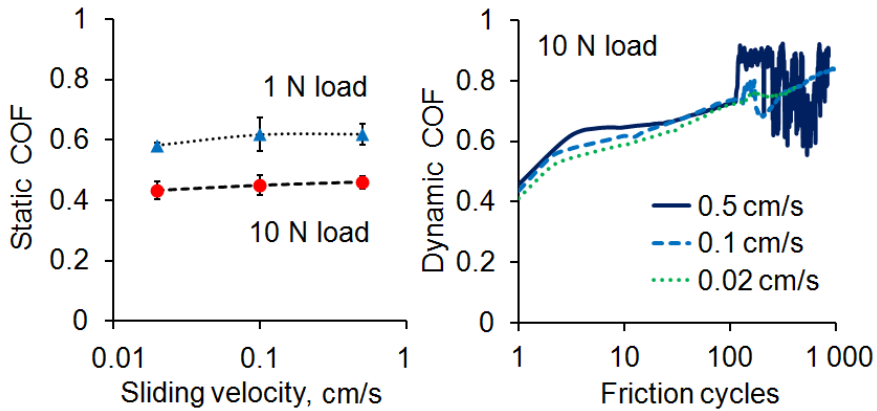 Static COF
1
0.8
0.6
0.4
0.2
0
1 N load
10 N load
0.01
0.1
1
Sliding velocity, cm/s
Dynamic COF
1
0.8
0.6
0.4
0.2
0
10 N load
0.5 cm/s
0.1 cm/s
0.02 cm/s
1
10
100
1 000
Friction cycles